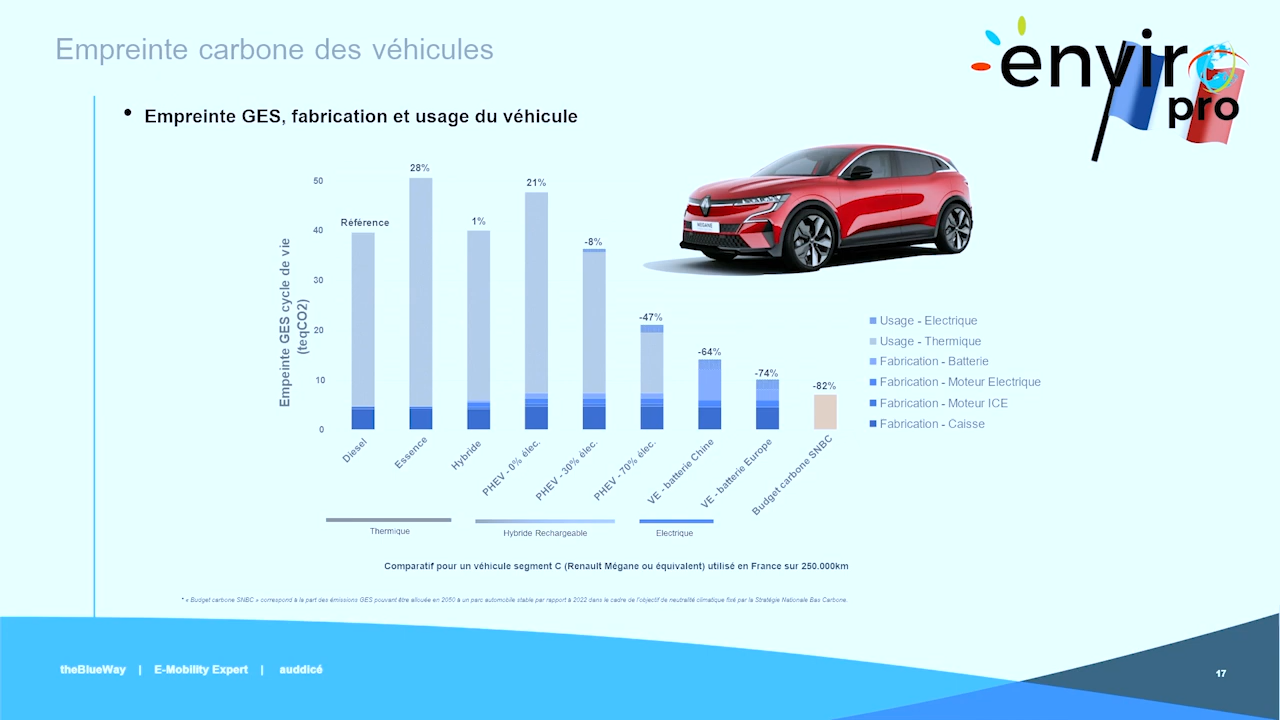 Empreinte carbone des véhicules
enviro
pro
• Empreinte GES, fabrication et usage du véhicule
Empreinte GES cycle de vie
(teqCO2)
50
40
30
20
10
0
Référence
28%
1%
21%
-8%
-47%
-64%
-74%
-82%
Diesel
Essence
Hybride
PHEV - 0% élec.
PHEV - 30% élec.
PHEV - 70% élec.
VE - batterie Chine
VE - batterie Europe
Budget carbone SNBC
Thermique
Hybride Rechargeable
Electrique
MEGANE
Usage - Electrique
Usage - Thermique
Fabrication - Batterie
Fabrication - Moteur Electrique
Fabrication - Moteur ICE
Fabrication - Caisse
Comparatif pour un véhicule segment C (Renault Mégane ou équivalent) utilisé en France sur 250.000km
* « Budget carbone SNBC » correspond à la part des émissions GES pouvant être allouée en 2050 à un parc automobile stable par rapport à 2022 dans le cadre de l'objectif de neutralité climatique fixé par la Stratégie Nationale Bas Carbone.
theBlueWay | E-Mobility Expert | auddicé
17